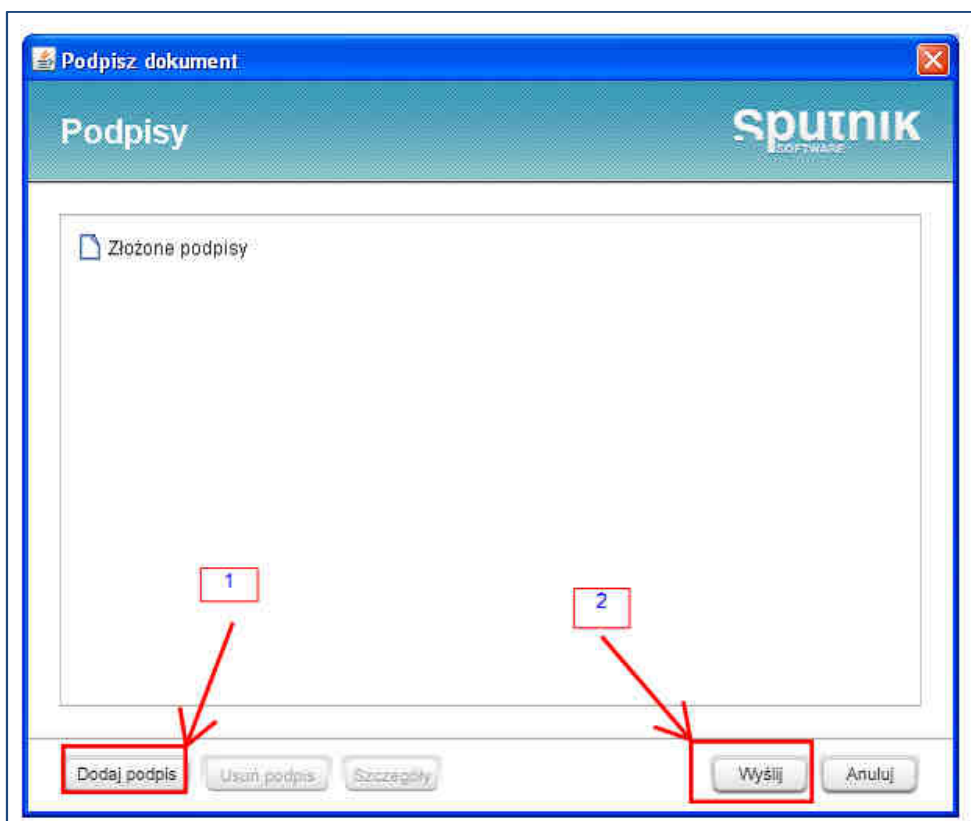 Podpisz dokument
Podpisy
Sputnik
SOFTWARE
Złożone podpisy
1
2
Dodaj podpis
Usuń podpis
Szczegóły
Wyślij
Anuluj